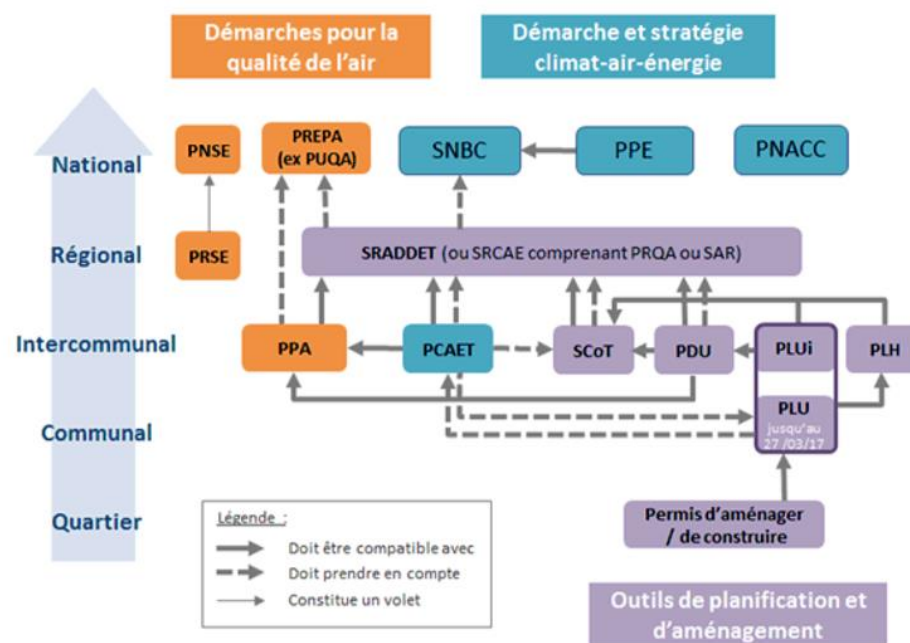 Démarches pour la
qualité de l'air
Démarche et stratégie
climat-air-énergie
National
PNSE
PREPA
(ex PUQA)
SNBC
PPE
PNACC
Régional
PRSE
SRADDET (ou SRCAE comprenant PRQA ou SAR)
Intercommunal
PPA
PCAET
SCoT
PDU
PLUi
PLH
Communal
PLU
jusqu'au
27 /03/17
Quartier
Permis d'aménager
/ de construire
Légende :
Doit être compatible avec
Doit prendre en compte
Constitue un volet
Outils de planification et
d'aménagement